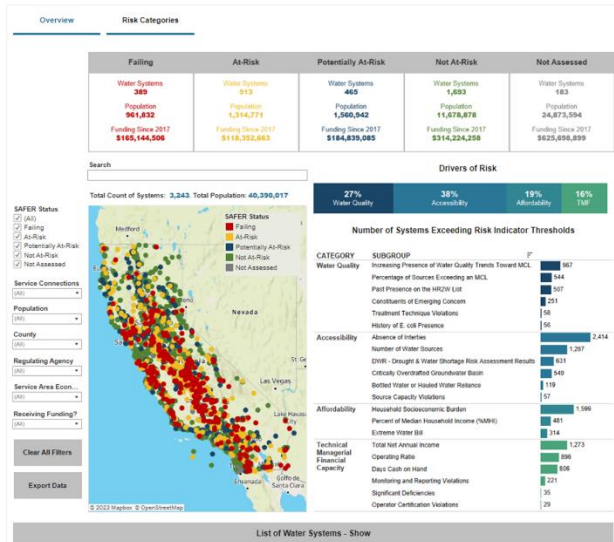 Overview
Risk Categories
Failing
At-Risk
Potentially At-Risk
Not At-Risk
Not Assessed
Water Systems
389
Population
961,832
Funding Since 2017
$165,144,506
Water Systems
513
Population
1,314,771
Funding Since 2017
$118,352,663
Water Systems
465
Population
1,560,942
Funding Since 2017
$184,839,085
Water Systems
1,693
Population
11,678,878
Funding Since 2017
$314,224,258
Water Systems
183
Population
24,873,594
Funding Since 2017
$625,698,899
Search
Total Count of Systems: 3,243 Total Population: 40,390,017
SAFER Status
(All)
Failing
At-Risk
Potentially At-Risk
Not At-Risk
Not Assessed
Service Connections
(All)
Population
(All)
County
(All)
Regulating Agency
(All)
Service Area Econ...
(All)
Receiving Funding?
(All)
Clear All Filters
Export Data
SAFER Status
Failing
At-Risk
Potentially At-Risk
Not At-Risk
Not Assessed
Medford
Nevada
St. Ge
Las Vegas
Lake Havasu
City
Ensenada
Golfo de
Santa Clara
© 2023 Mapbox © OpenStreetMap
Drivers of Risk
27%
Water Quality
38%
Accessibility
19%
Affordability
16%
TMF
Number of Systems Exceeding Risk Indicator Thresholds
CATEGORY SUBGROUP
Water Quality Increasing Presence of Water Quality Trends Toward MCL 967
Percentage of Sources Exceeding an MCL 544
Past Presence on the HR2W List 507
Constituents of Emerging Concern 251
Treatment Technique Violations 58
History of E. coli Presence 56
Accessibility Absence of Interties 2,414
Number of Water Sources 1,287
DWR - Drought & Water Shortage Risk Assessment Results 631
Critically Overdrafted Groundwater Basin 549
Bottled Water or Hauled Water Reliance 119
Source Capacity Violations 57
Affordability Household Socioeconomic Burden 1,599
Percent of Median Household Income (%MHI) 481
Extreme Water Bill 314
Technical
Managerial
Financial
Capacity
Total Net Annual Income 1,273
Operating Ratio 896
Days Cash on Hand 806
Monitoring and Reporting Violations 221
Significant Deficiencies 35
Operator Certification Violations 29
List of Water Systems - Show